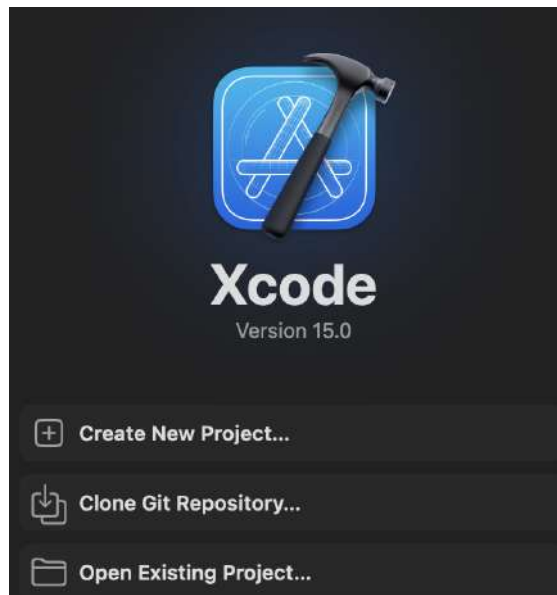 Xcode
Version 15.0
Create New Project...
Clone Git Repository...
Open Existing Project...